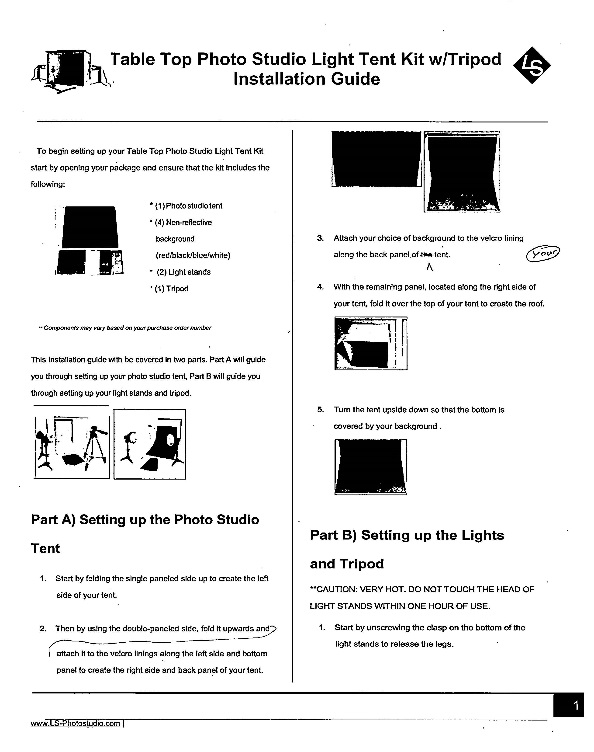 Table Top Photo Studio Light Tent Kit w/Tripod
Installation Guide
LS
To begin setting up your Table Top Photo Studio Light Tent Kit
start by opening your package and ensure that the kit includes the
following:
* (1) Photo studio tent
* (4) Non-reflective
background
(red/black/blue/white)
* (2) Light stands
* (1) Tripod
** Components may vary based on your purchase order number
This installation guide with be covered in two parts. Part A will guide
you through setting up your photo studio tent, Part B will guide you
through setting up your light stands and tripod.
Part A) Setting up the Photo Studio
Tent
1. Start by folding the single paneled side up to create the left
side of your tent.
2. Then by using the double-paneled side, fold it upwards and
attach it to the velcro linings along the left side and bottom
panel to create the right side and back panel of your tent.
3. Attach your choice of background to the velcro lining
along the back panel of the tent.
your
4. With the remaining panel, located along the right side of
your tent, fold it over the top of your tent to create the roof.
5. Turn the tent upside down so that the bottom is
covered by your background .
Part B) Setting up the Lights
and Tripod
**CAUTION: VERY HOT. DO NOT TOUCH THE HEAD OF
LIGHT STANDS WITHIN ONE HOUR OF USE.
1. Start by unscrewing the clasp on the bottom of the
light stands to release the legs.
www.LS-Photostudio.com |
1